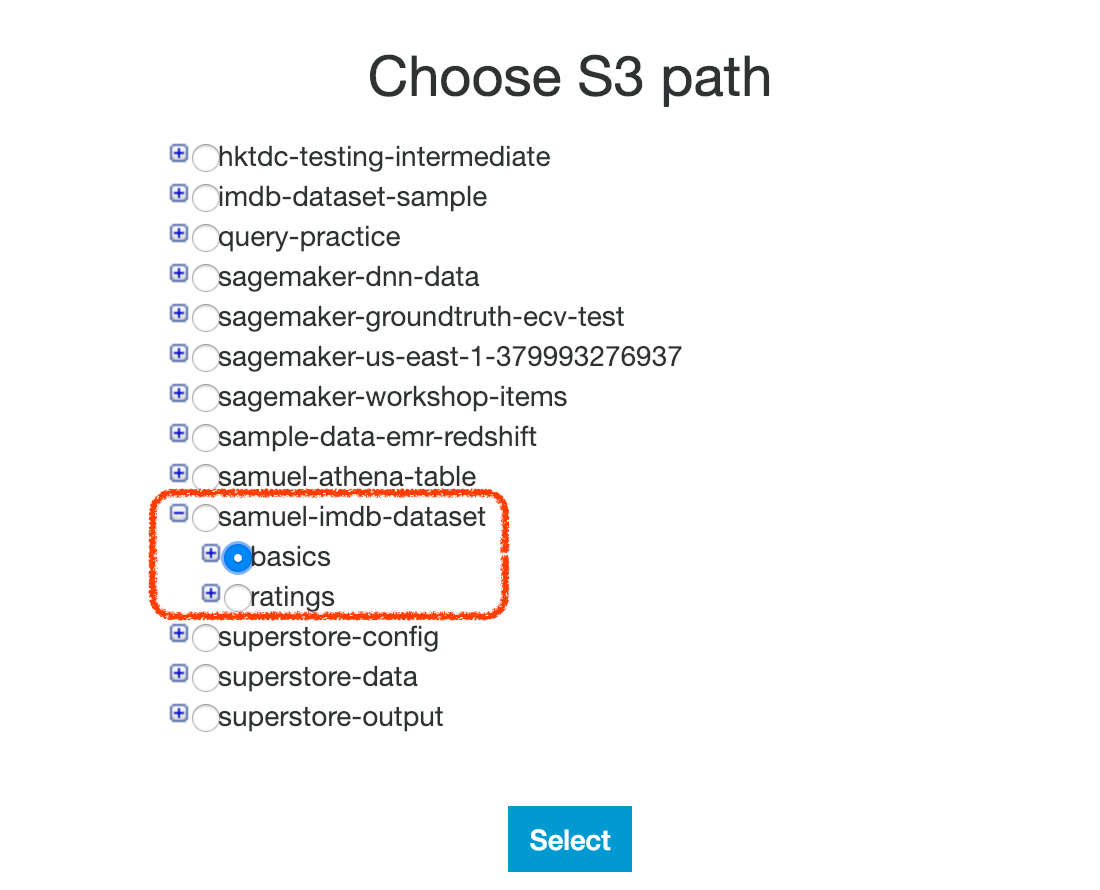 Choose S3 path
hktdc-testing-intermediate
imdb-dataset-sample
query-practice
sagemaker-dnn-data
sagemaker-groundtruth-ecv-test
sagemaker-us-east-1-379993276937
sagemaker-workshop-items
sample-data-emr-redshift
samuel-athena-table
samuel-imdb-dataset
basics
ratings
superstore-config
superstore-data
superstore-output
Select